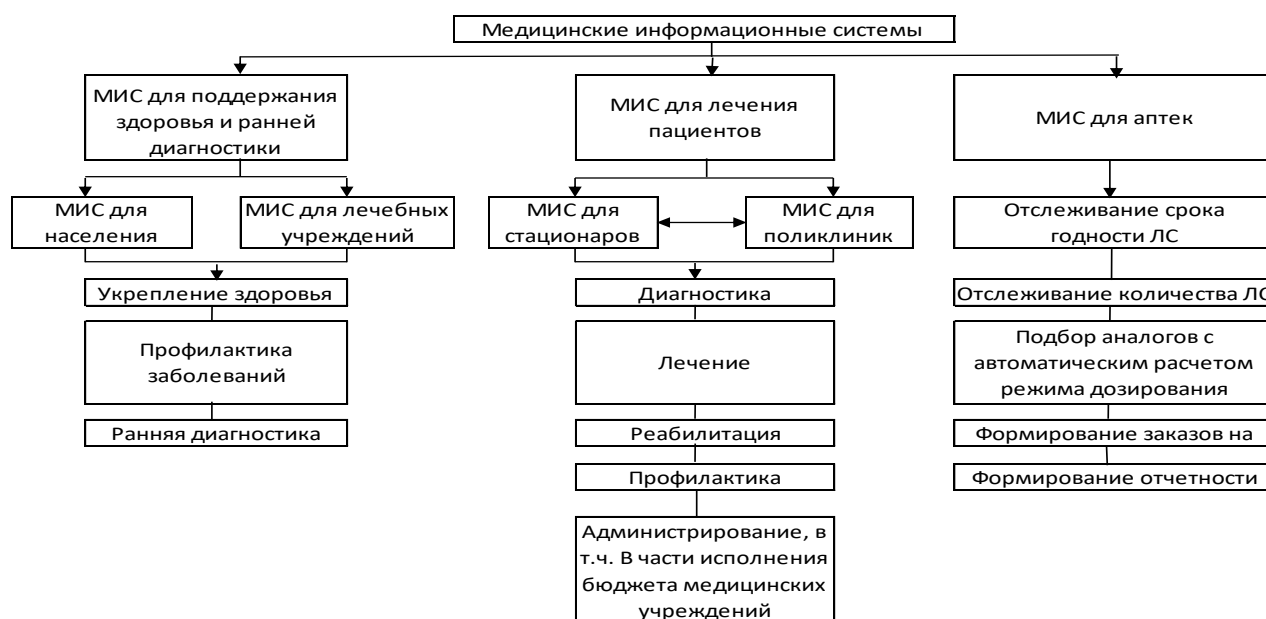 Медицинские информационные системы
МИС для поддержания
здоровья и ранней
диагностики
МИС для лечения
пациентов
МИС для аптек
МИС для
населения
МИС для лечебных
учреждений
МИС для
стационаров
МИС для
поликлиник
Отслеживание срока
годности ЛС
Укрепление здоровья
Диагностика
Отслеживание количества ЛС
Профилактика
заболеваний
Лечение
Подбор аналогов с
автоматическим расчетом
режима дозирования
Ранняя диагностика
Реабилитация
Формирование заказов на
Профилактика
Формирование отчетности
Администрирование, в
т.ч. В части исполнения
бюджета медицинских
учреждений